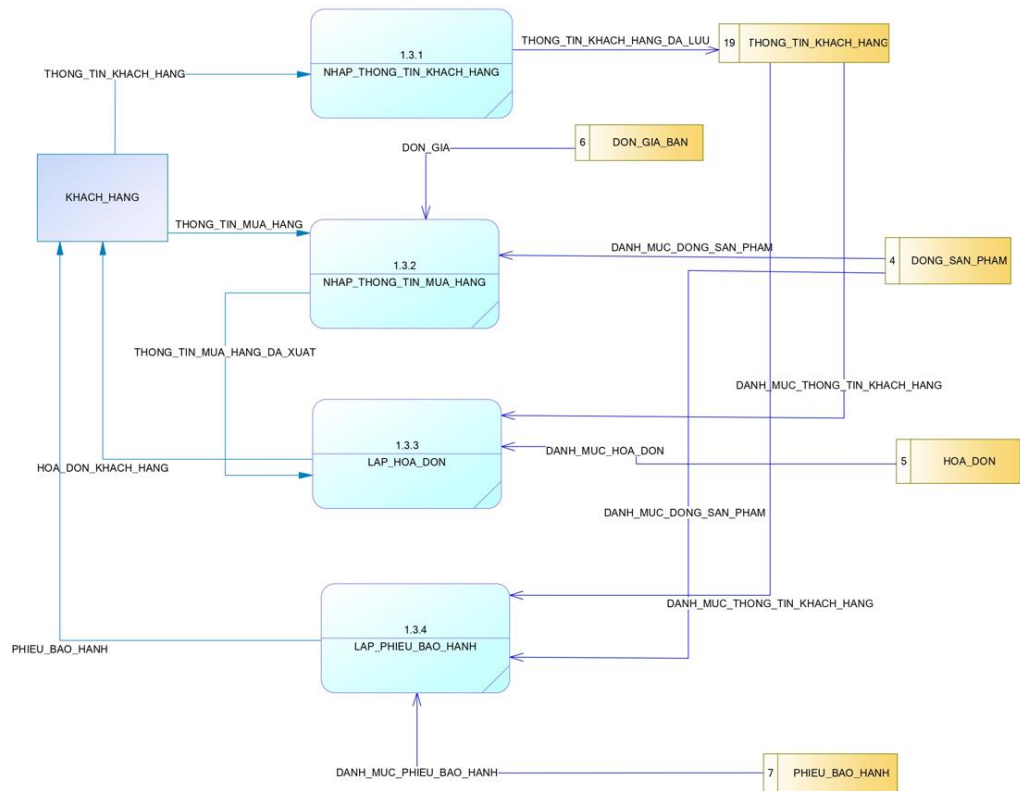 1.3.1
THONG_TIN_KHACH_HANG_DA_LUU
19 THONG_TIN_KHACH_HANG
THONG_TIN_KHACH_HANG
NHAP_THONG_TIN_KHACH_HANG
DON_GIA
6 DON_GIA_BAN
KHACH_HANG
THONG_TIN_MUA_HANG
1.3.2
NHAP_THONG_TIN_MUA_HANG
DANH_MUC_DONG_SAN_PHAM
4 DONG_SAN_PHAM
THONG_TIN_MUA_HANG_DA_XUAT
DANH_MUC_THONG_TIN_KHACH_HANG
1.3.3
LAP_HOA_DON
HOA_DON_KHACH_HANG
DANH_MUC_HOA_DON
5 HOA_DON
DANH_MUC_DONG_SAN_PHAM
DANH_MUC_THONG_TIN_KHACH_HANG
1.3.4
LAP_PHIEU_BAO_HANH
PHIEU_BAO_HANH
DANH_MUC_PHIEU_BAO_HANH
7 PHIEU_BAO_HANH